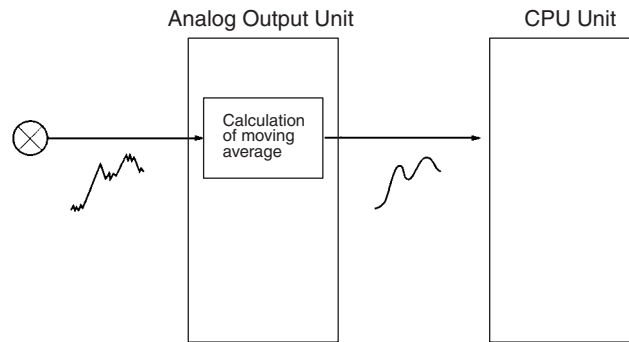 Analog Output Unit
CPU Unit
Calculation
of moving
average